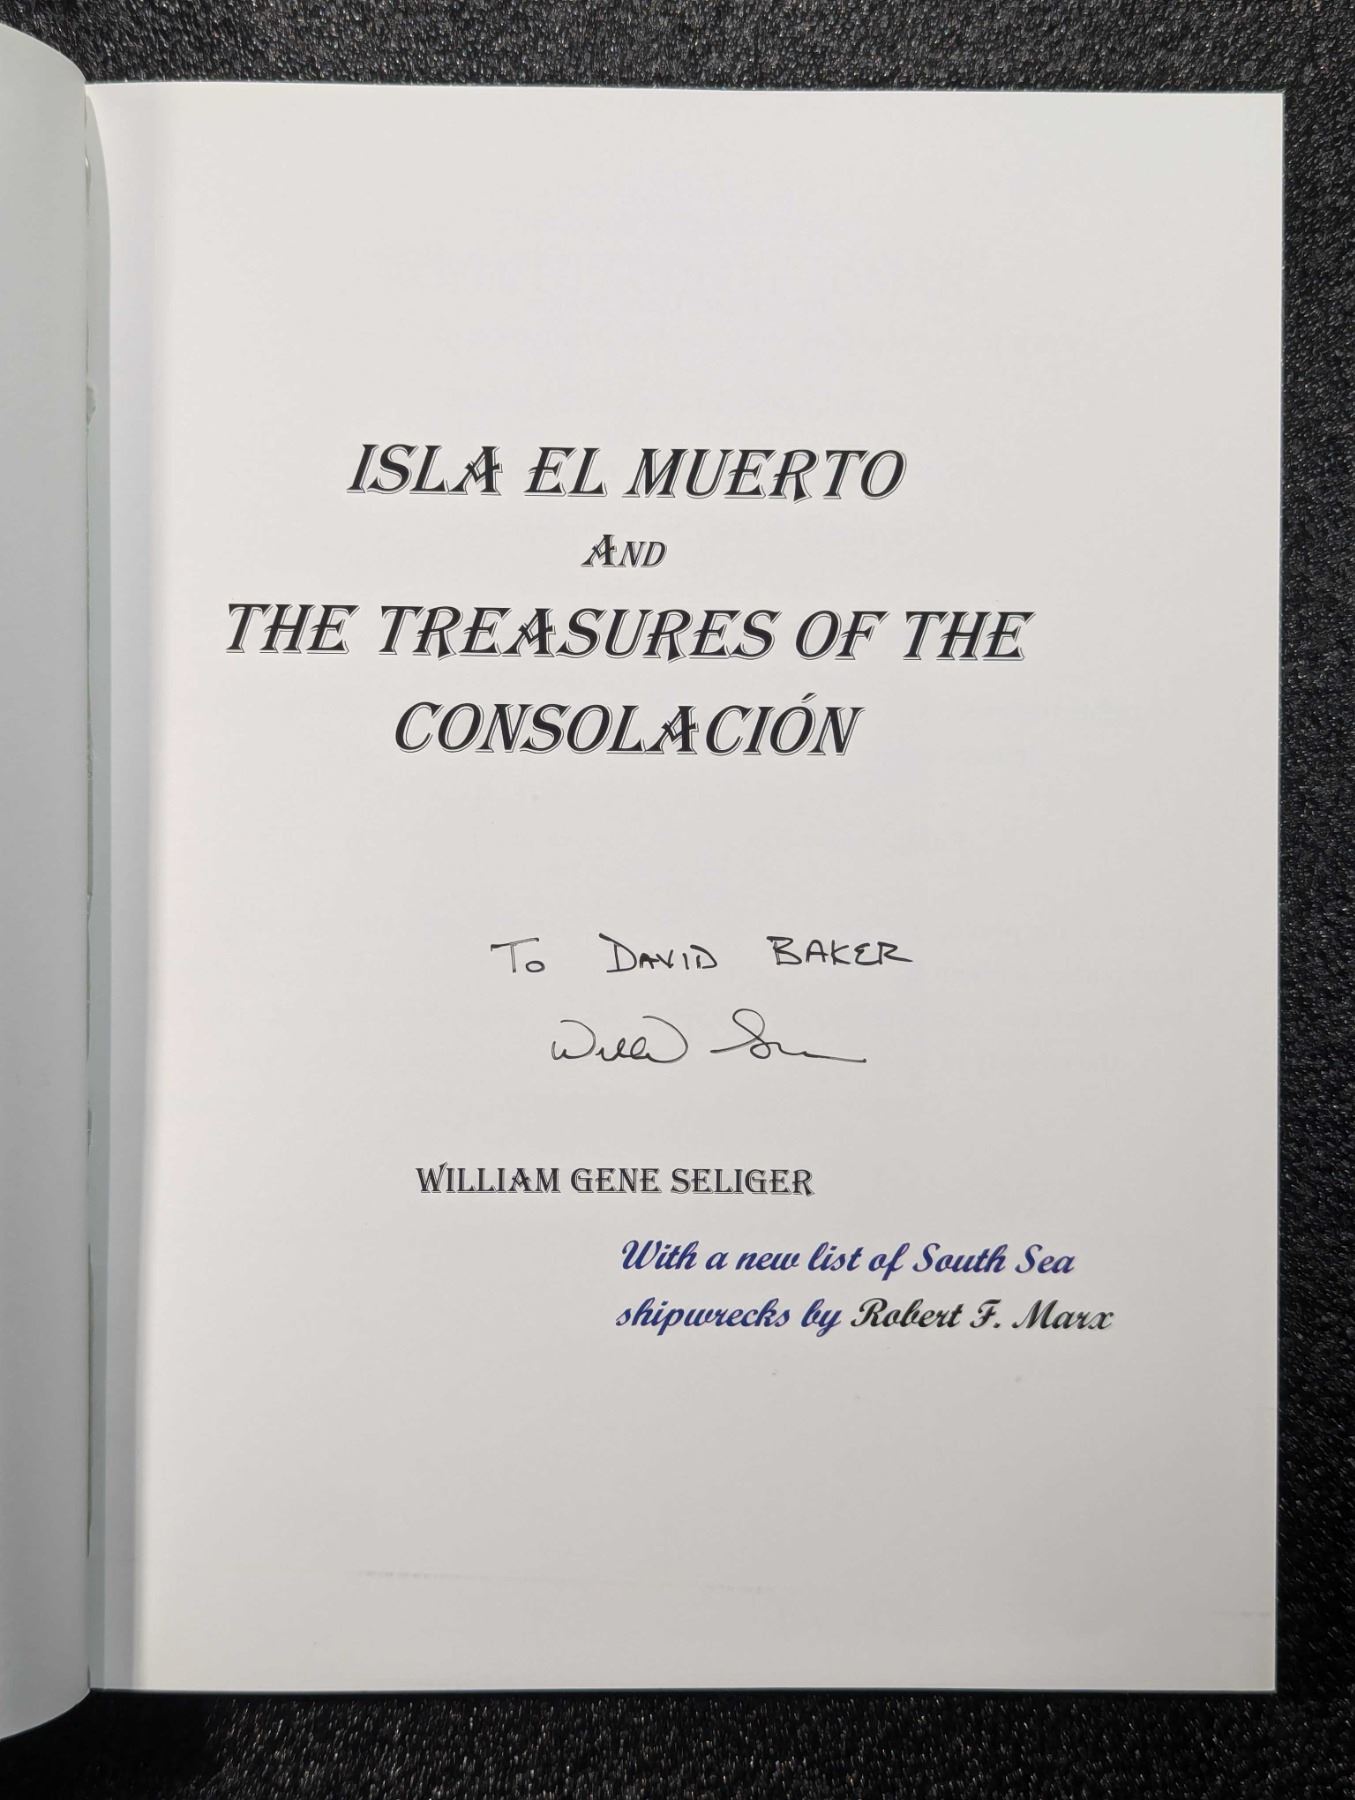 ISLA EL MUERTO
AND
THE TREASURES OF THE
CONSOLACIÓN
To DAVID BAKER
WILLIAM GENE SELIGER
With a new list of South Sea
shipwrecks by Robert F. Marx